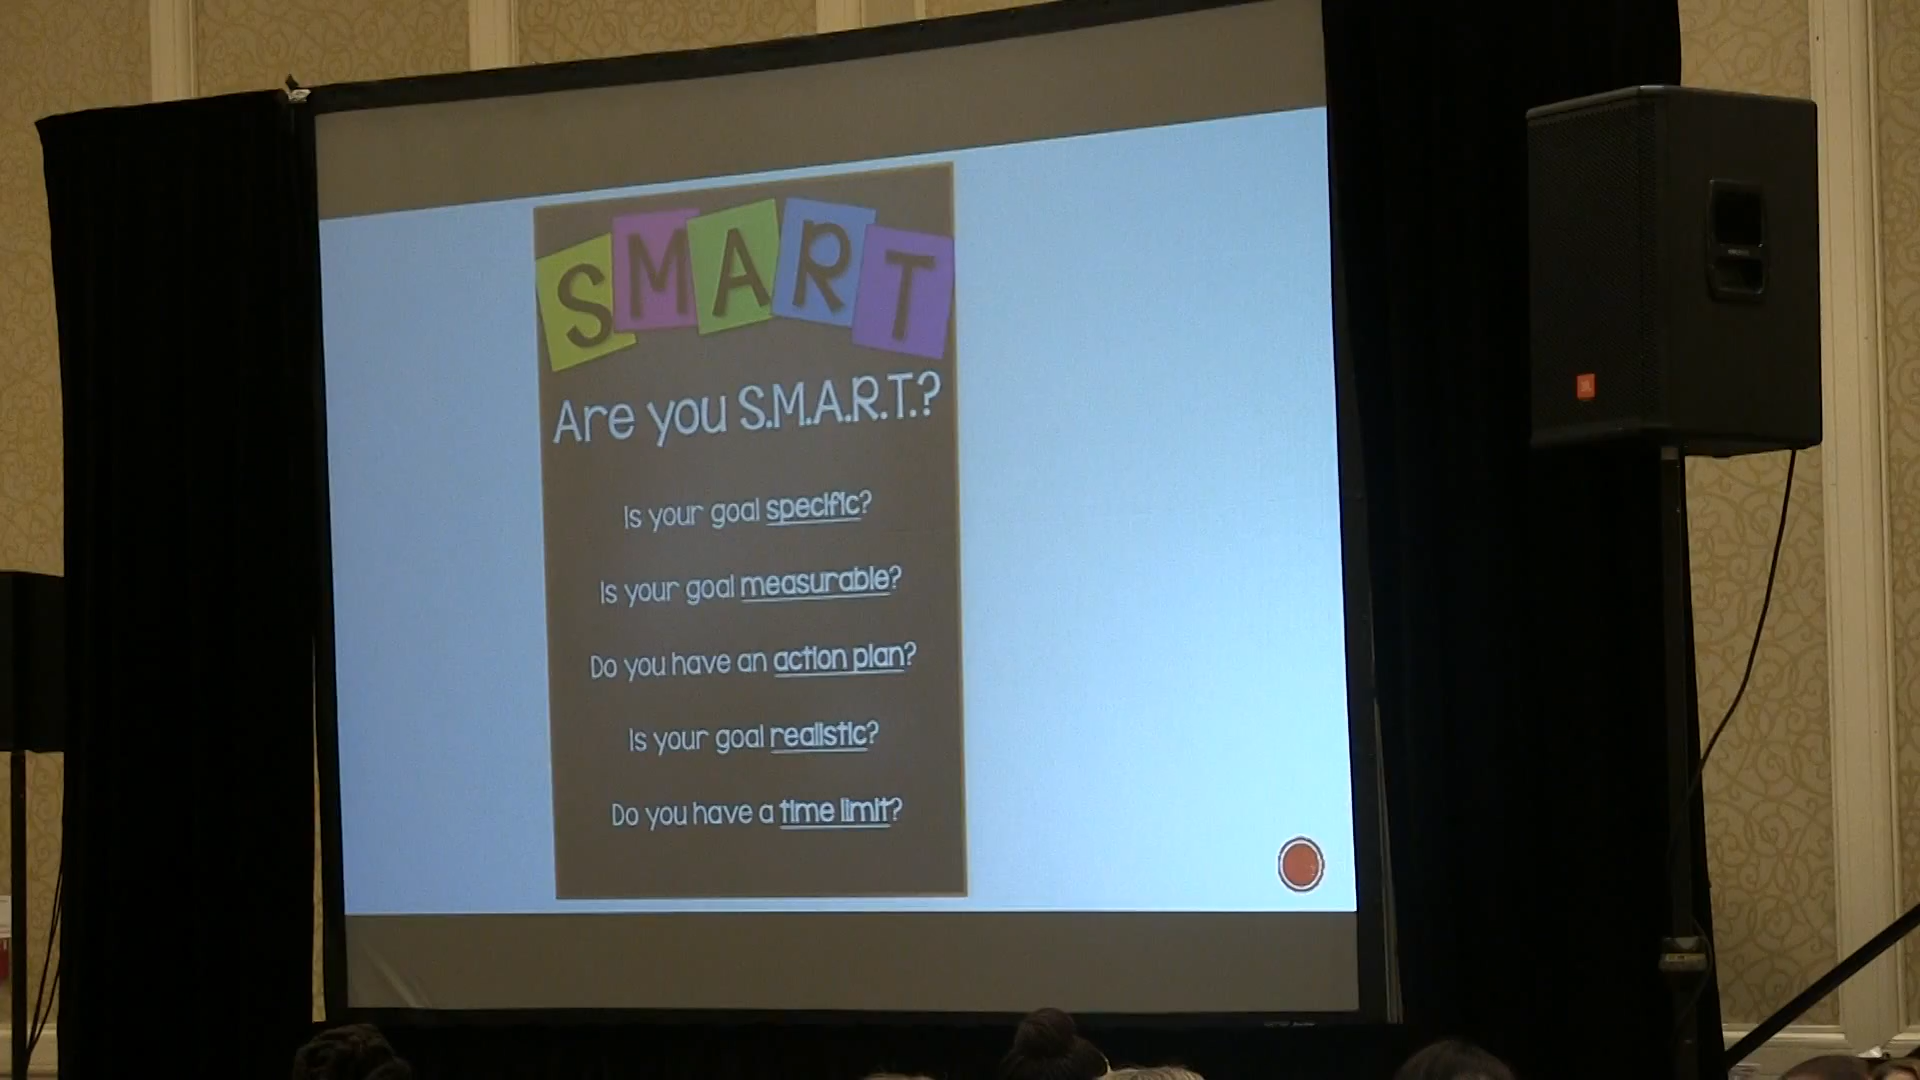 SMART
Are you S.M.A.R.T.?
Is your goal specific?
Is your goal measurable?
Do you have an action plan?
Is your goal realistic?
Do you have a time limit?
JBL